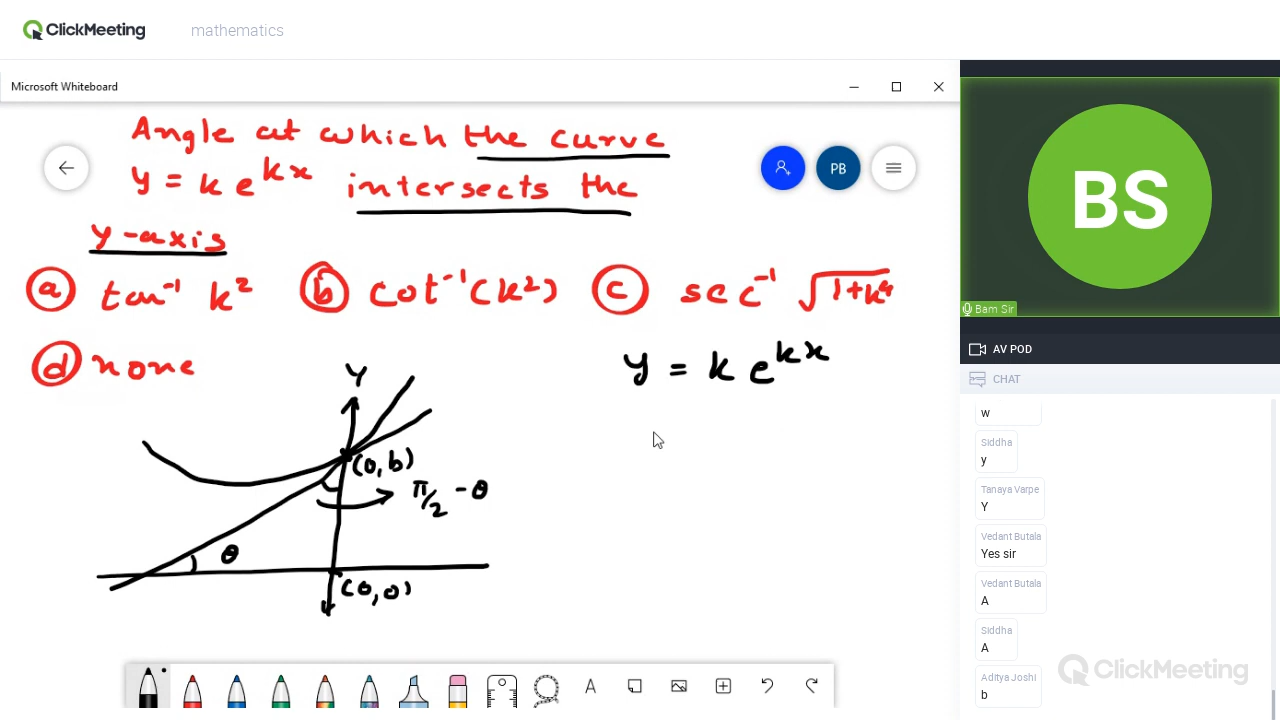 ClickMeeting
mathematics
Microsoft Whiteboard
Angle at which the curve
y = k e^kx intersects the
y-axis
(a) tan⁻¹ k² (b) cot⁻¹(k²) (c) sec⁻¹ √1+k⁴
(d) none
y = k e^kx
Y
(0,b)
π/2 - θ
θ
(0,0)
PB
A
BS
Bam Sir
AV POD
CHAT
w
Siddha
y
Tanaya Varpe
Y
Vedant Butala
Yes sir
Vedant Butala
A
Siddha
A
Aditya Joshi
b
ClickMeeting